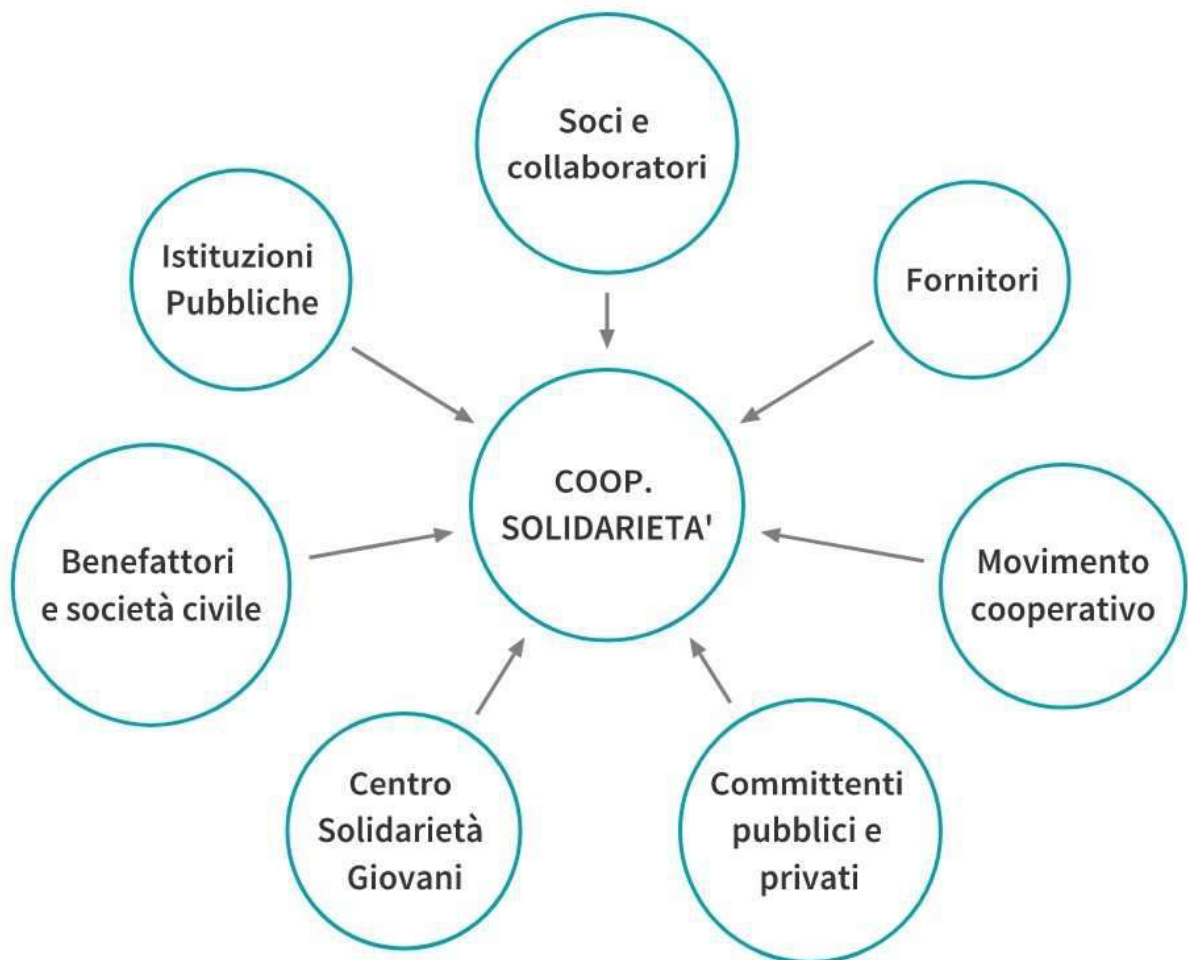 Soci e
collaboratori
Istituzioni
Pubbliche
Fornitori
COOP.
SOLIDARIETA'
Benefattori
e società civile
Movimento
cooperativo
Centro
Solidarietà
Giovani
Committenti
pubblici e
privati